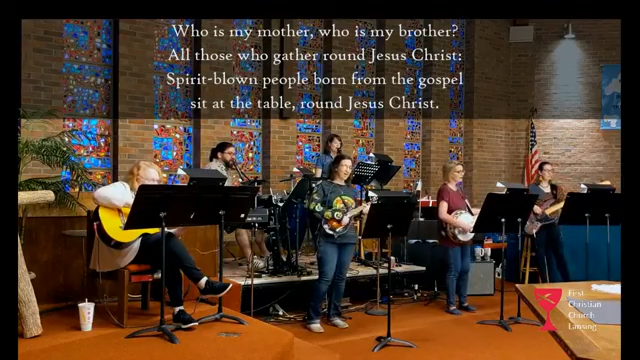 Who is my mother, who is my brother?
All those who gather round Jesus Christ:
Spirit-blown people born from the gospel
sit at the table, round Jesus Christ.
First
Christian
Church
Lansing